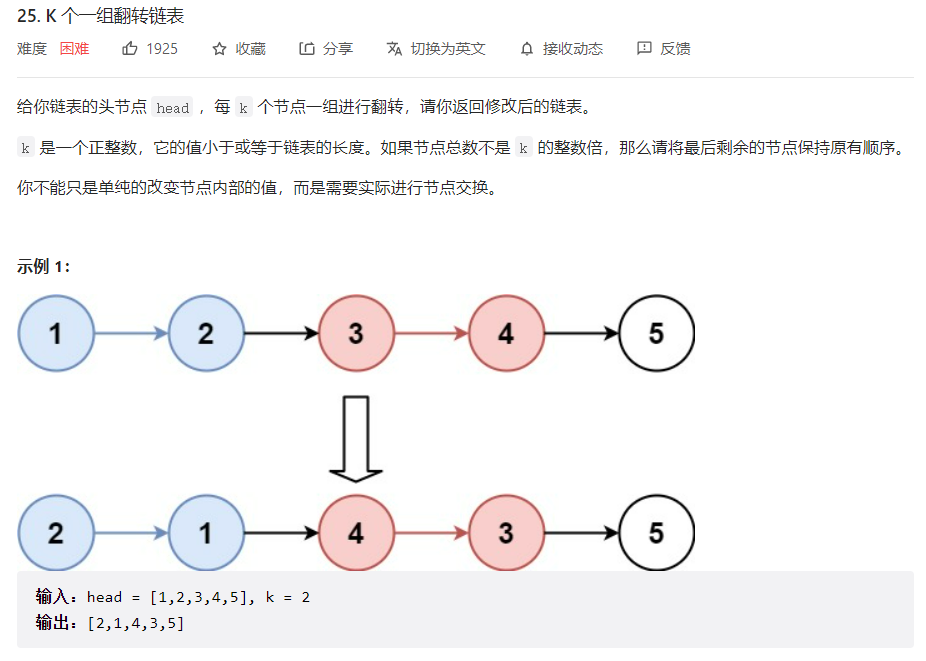 25. K 个一组翻转链表
难度 困难 1925 收藏 分享 切换为英文 接收动态 反馈
给你链表的头节点 head ，每 k 个节点一组进行翻转，请你返回修改后的链表。
k 是一个正整数，它的值小于或等于链表的长度。如果节点总数不是 k 的整数倍，那么请将最后剩余的节点保持原有顺序。
你不能只是单纯的改变节点内部的值，而是需要实际进行节点交换。
示例 1：
1 2 3 4 5
2 1 4 3 5
输入：head = [1,2,3,4,5], k = 2
输出：[2,1,4,3,5]